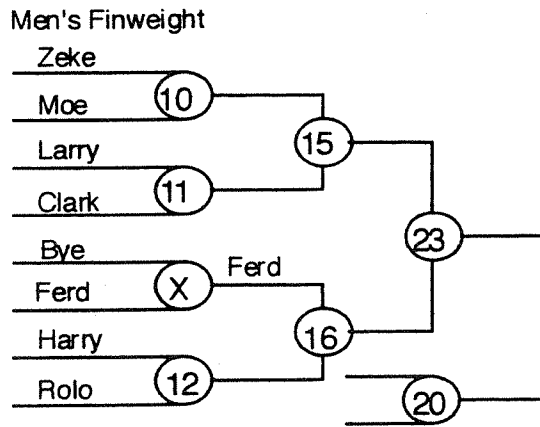 Men's Finweight
Zeke
10
Moe
15
Larry
11
Clark
23
Bye
Ferd
X
Ferd
Harry
16
12
Rolo
20